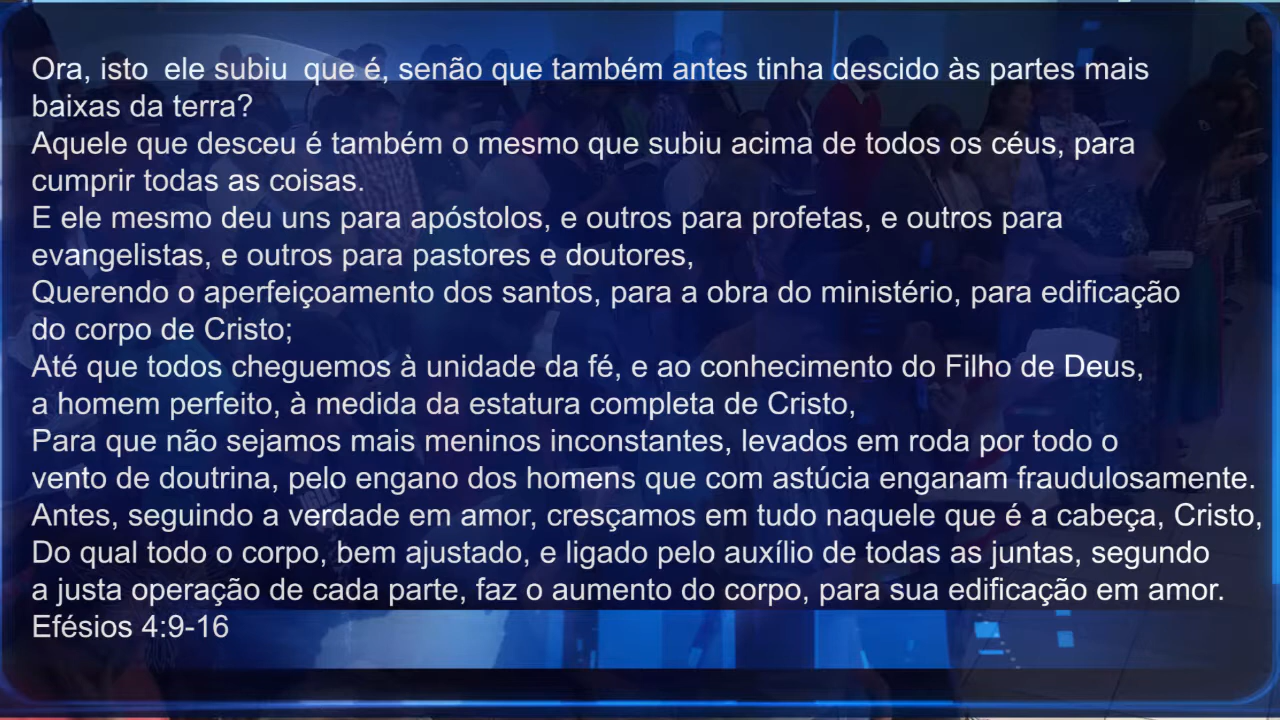 Ora, isto ele subiu que é, senão que também antes tinha descido às partes mais
baixas da terra?
Aquele que desceu é também o mesmo que subiu acima de todos os céus, para
cumprir todas as coisas.
E ele mesmo deu uns para apóstolos, e outros para profetas, e outros para
evangelistas, e outros para pastores e doutores,
Querendo o aperfeiçoamento dos santos, para a obra do ministério, para edificação
do corpo de Cristo;
Até que todos cheguemos à unidade da fé, e ao conhecimento do Filho de Deus,
a homem perfeito, à medida da estatura completa de Cristo,
Para que não sejamos mais meninos inconstantes, levados em roda por todo o
vento de doutrina, pelo engano dos homens que com astúcia enganam fraudulosamente.
Antes, seguindo a verdade em amor, cresçamos em tudo naquele que é a cabeça, Cristo,
Do qual todo o corpo, bem ajustado, e ligado pelo auxílio de todas as juntas, segundo
a justa operação de cada parte, faz o aumento do corpo, para sua edificação em amor.
Efésios 4:9-16